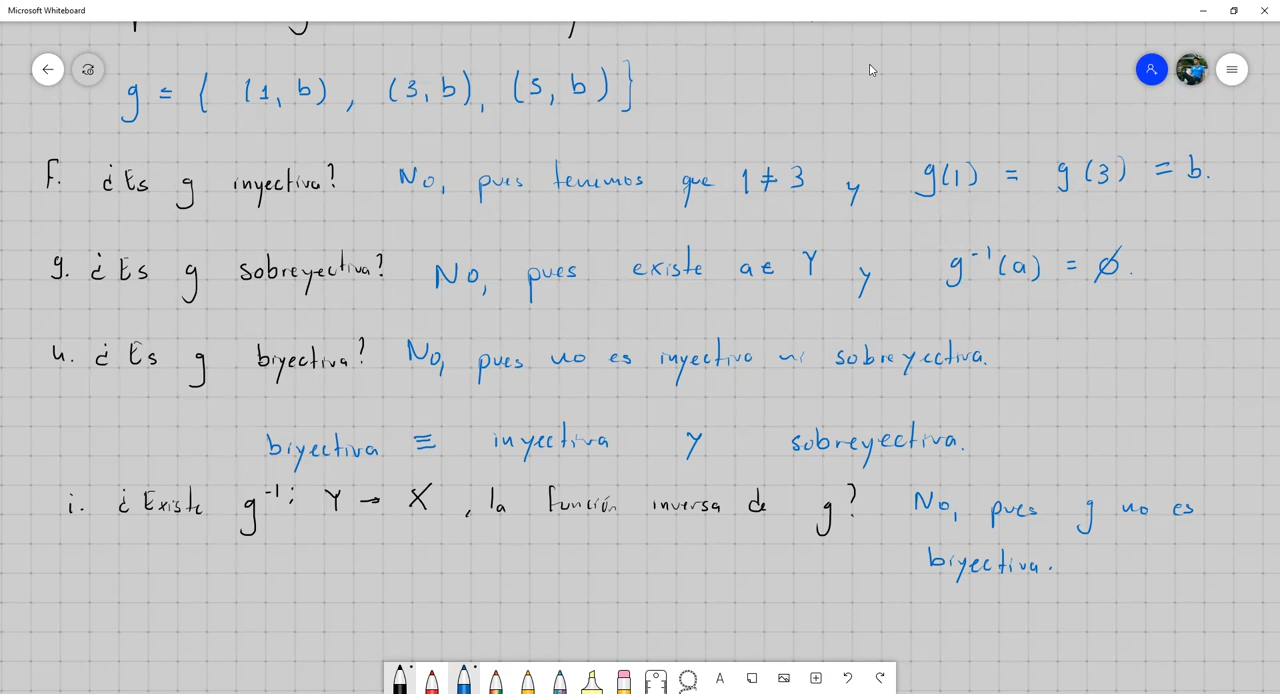 Microsoft Whiteboard
g = { (1, b) , (3, b), (5, b) }
f. ¿Es g inyectiva? No, pues tenemos que 1 ≠ 3 y g(1) = g(3) = b.
g. ¿Es g sobreyectiva? No, pues existe a ∈ Y y g⁻¹(a) = ∅.
h. ¿Es g biyectiva? No, pues no es inyectiva ni sobreyectiva.
biyectiva ≡ inyectiva y sobreyectiva.
i. ¿Existe g⁻¹: Y → X, la función inversa de g? No, pues g no es
biyectiva.